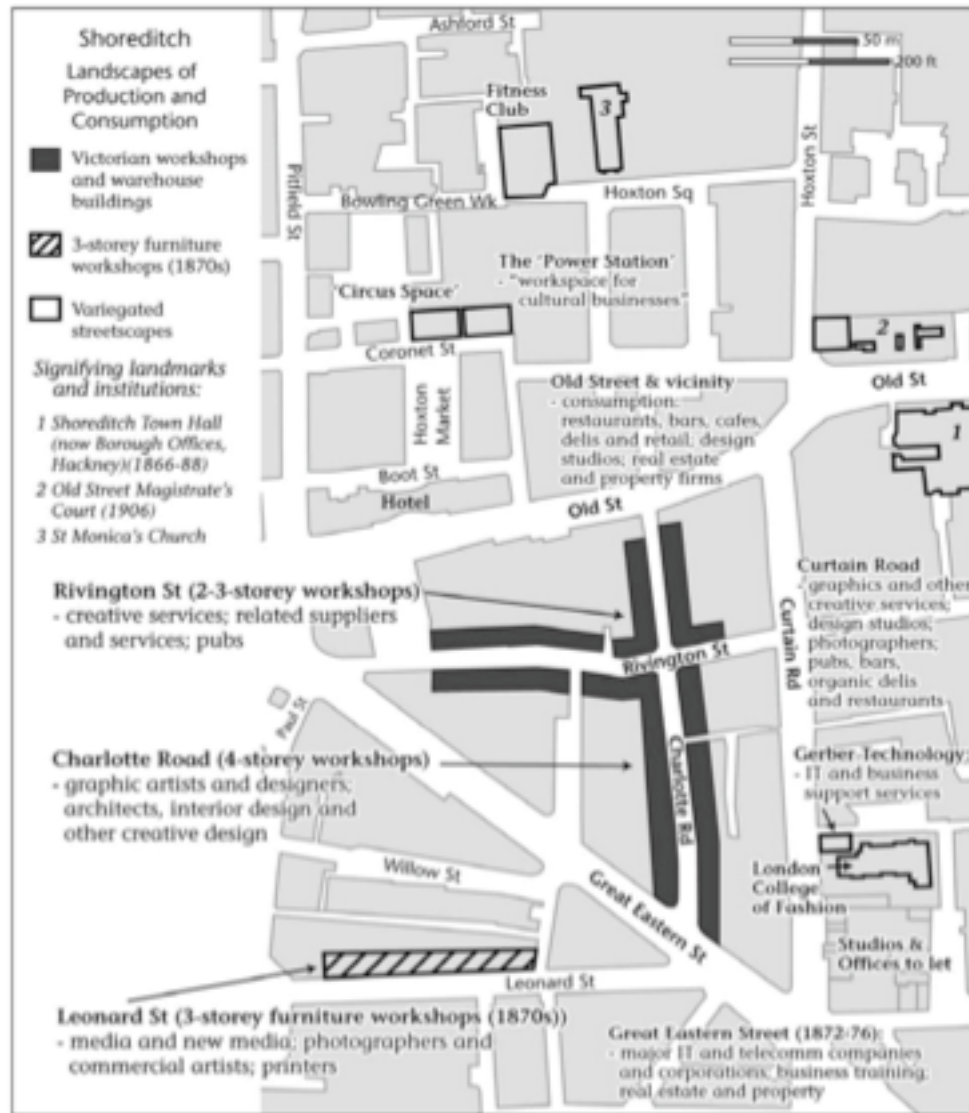 Shoreditch
Landscapes of
Production and
Consumption
Victorian workshops
and warehouse
buildings
3-storey furniture
workshops (1870s)
Variegated
streetscapes
Signifying landmarks
and institutions:
1 Shoreditch Town Hall
(now Borough Offices,
Hackney)(1866-88)
2 Old Street Magistrate's
Court (1906)
3 St Monica's Church
Ashford St
50 m
200 ft
Fitness
Club
3
Pitfield St
Hoxton St
Bowling Green Wk
Hoxton Sq
The 'Power Station'
- "workspace for
cultural businesses"
'Circus Space'
Coronet St
2
Old St
Hoxton
Market
Old Street & vicinity
- consumption:
restaurants, bars, cafes,
delis and retail; design
studios; real estate
and property firms
1
Boot St
Hotel
Old St
Rivington St (2-3-storey workshops)
- creative services; related suppliers
and services; pubs
Curtain Road
- graphics and other
creative services;
design studios;
photographers;
pubs, bars,
organic delis
and restaurants
Rivington St
Curtain Rd
Paul St
Charlotte Road (4-storey workshops)
- graphic artists and designers;
architects, interior design and
other creative design
Charlotte Rd
Gerber Technology:
- IT and business
support services
Willow St
Great Eastern St
London
College
of Fashion
Studios &
Offices to let
Leonard St
Leonard St (3-storey furniture workshops (1870s))
- media and new media; photographers and
commercial artists; printers
Great Eastern Street (1872-76):
- major IT and telecomm companies
and corporations; business training;
real estate and property